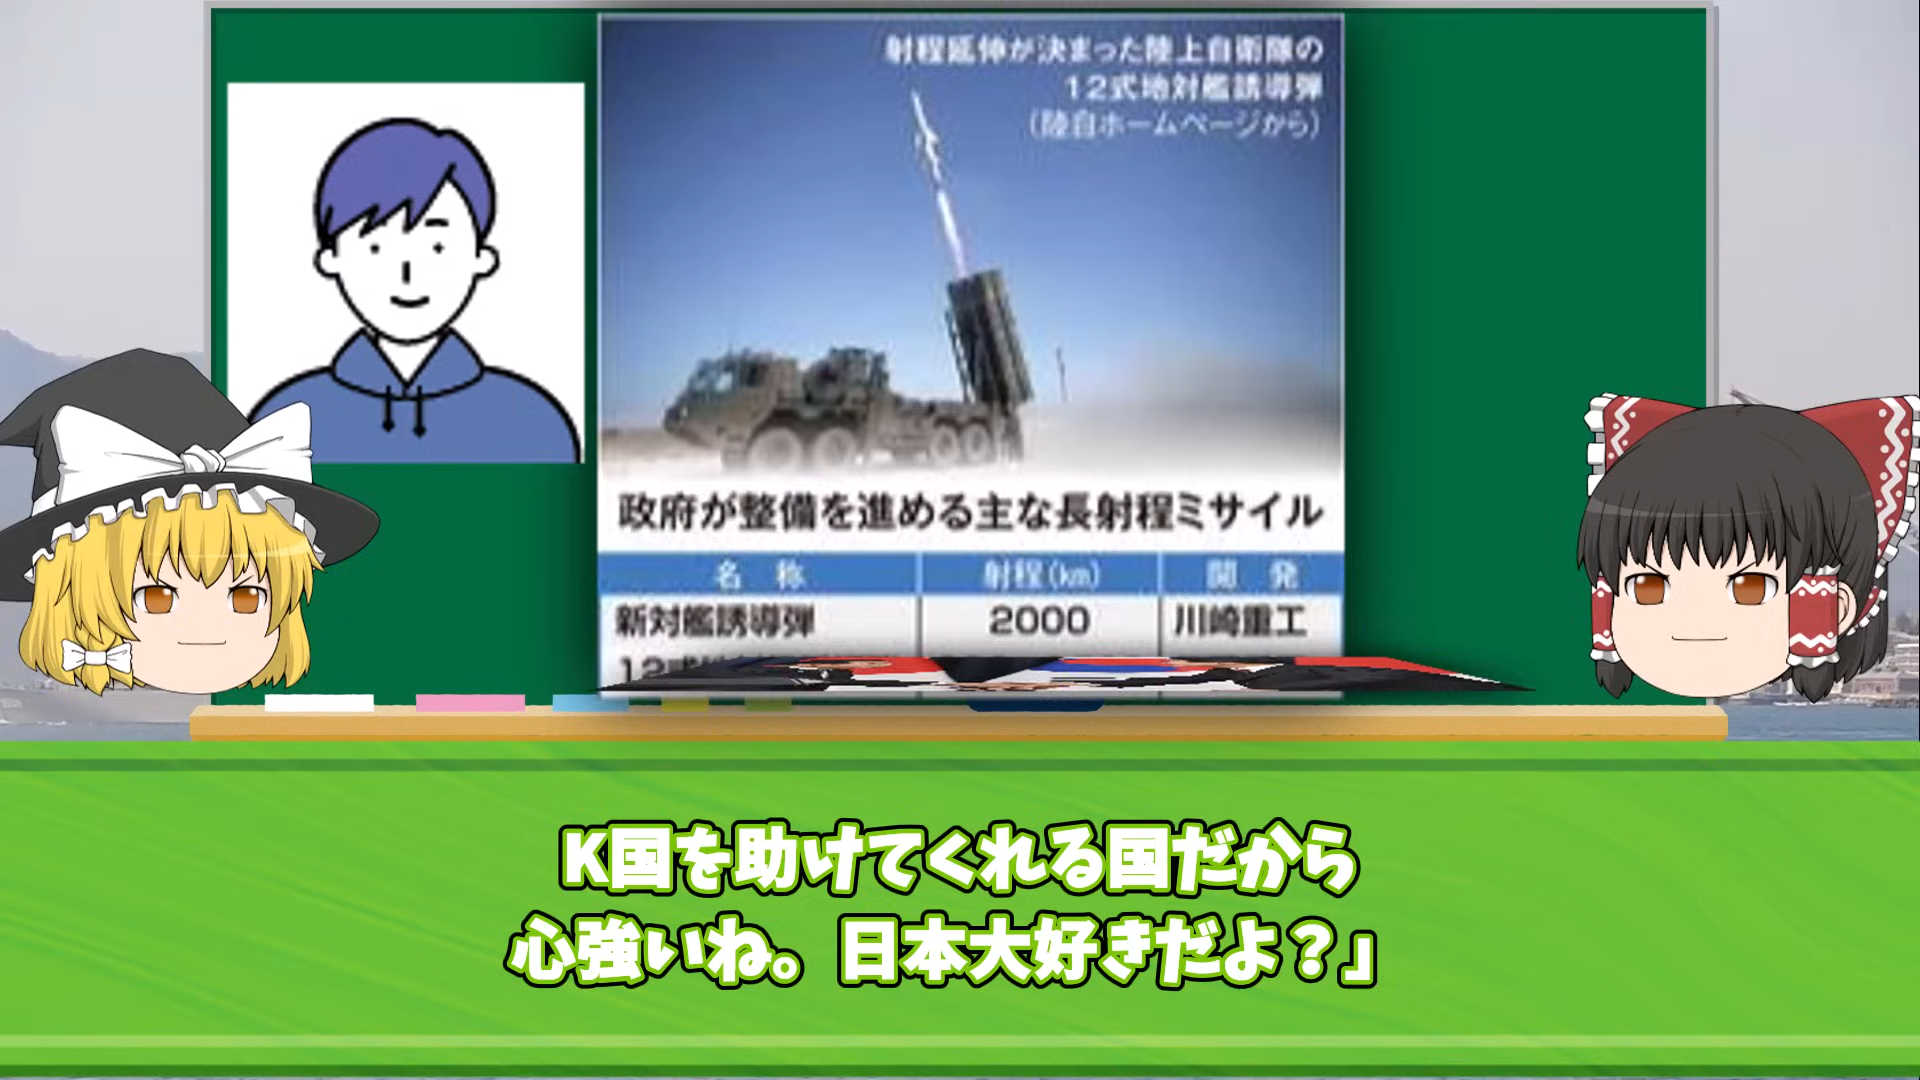 射程延伸が決まった陸上自衛隊の
12式地対艦誘導弾
(陸自ホームページから)
政府が整備を進める主な長射程ミサイル
名 称 射程(km) 開 発
新対艦誘導弾 2000 川崎重工
K国を助けてくれる国だから
心強いね。日本大好きだよ？」